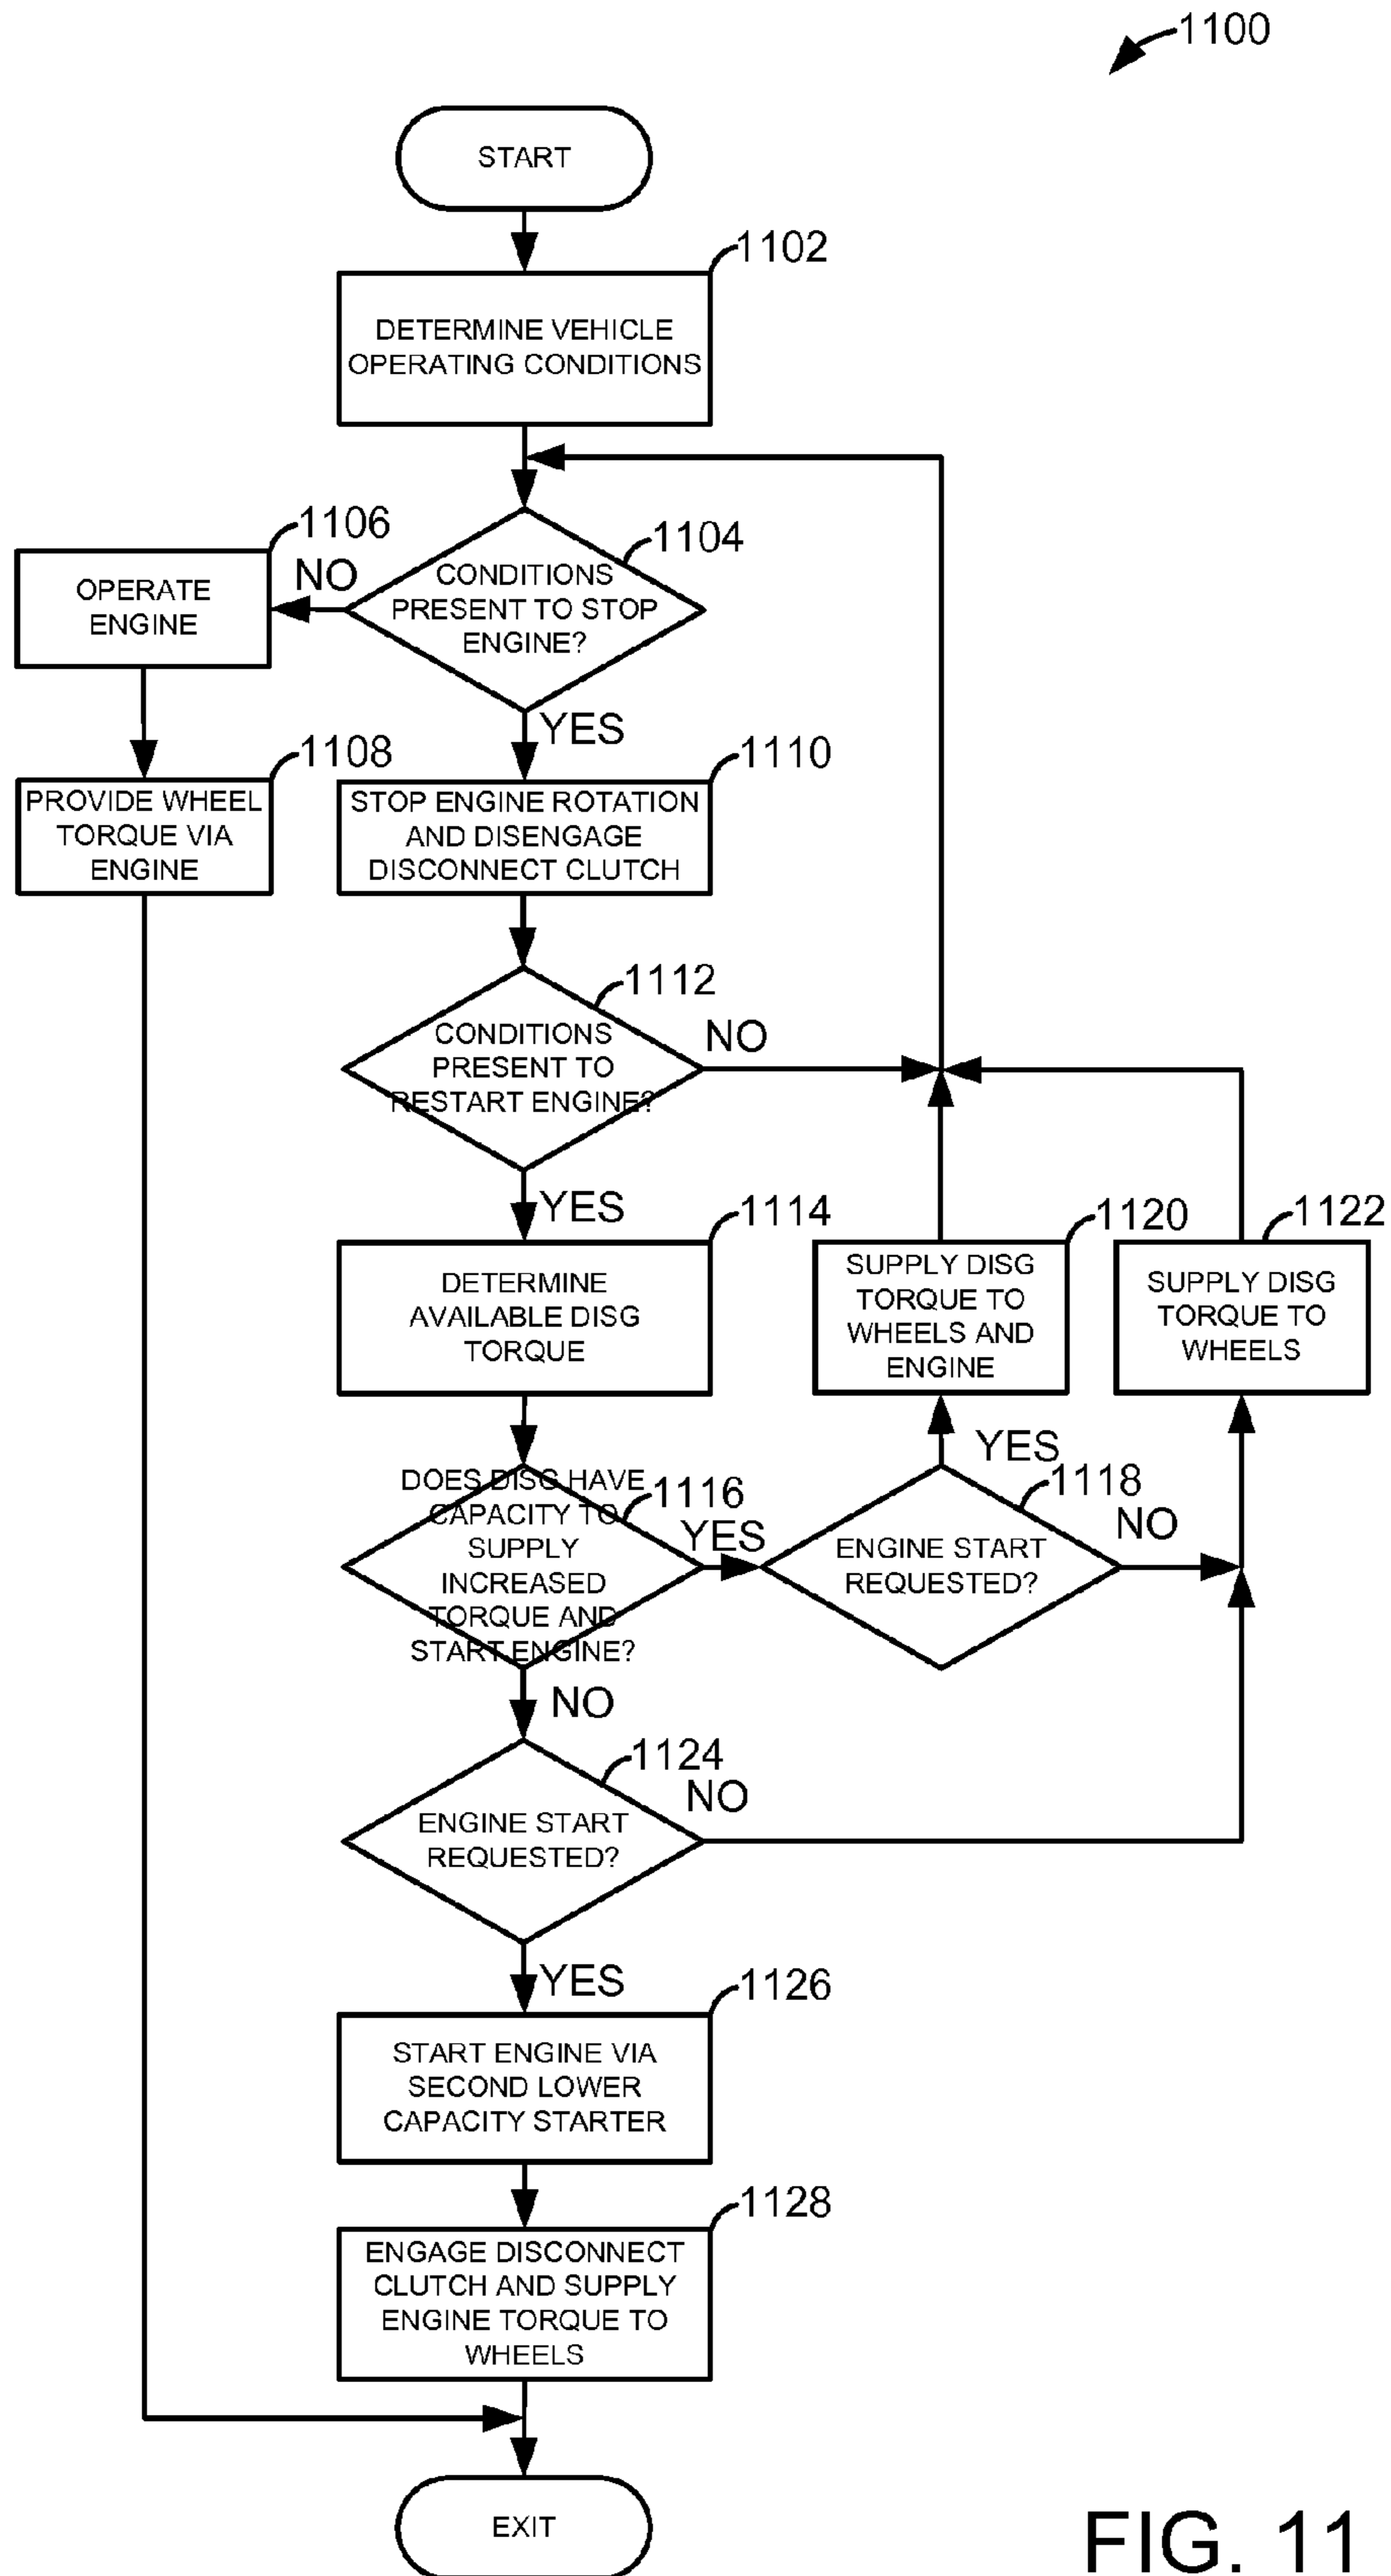 1100
START
1102
DETERMINE VEHICLE
OPERATING CONDITIONS
1106
OPERATE
ENGINE
NO
1104
CONDITIONS
PRESENT TO STOP
ENGINE?
YES
1108
PROVIDE WHEEL
TORQUE VIA
ENGINE
1110
STOP ENGINE ROTATION
AND DISENGAGE
DISCONNECT CLUTCH
1112
CONDITIONS
PRESENT TO
RESTART ENGINE?
NO
YES
1114
DETERMINE
AVAILABLE DISG
TORQUE
1120
SUPPLY DISG
TORQUE TO
WHEELS AND
ENGINE
1122
SUPPLY DISG
TORQUE TO
WHEELS
DOES DISG HAVE
CAPACITY TO
SUPPLY
INCREASED
TORQUE AND
START ENGINE?
1116
YES
YES
1118
ENGINE START
REQUESTED?
NO
NO
1124
ENGINE START
REQUESTED?
NO
YES
1126
START ENGINE VIA
SECOND LOWER
CAPACITY STARTER
1128
ENGAGE DISCONNECT
CLUTCH AND SUPPLY
ENGINE TORQUE TO
WHEELS
EXIT
FIG. 11